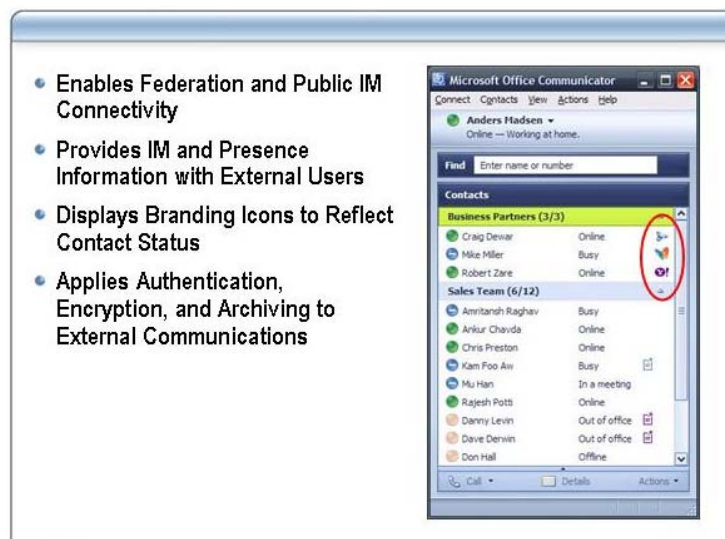 Enables Federation and Public IM
Connectivity
Provides IM and Presence
Information with External Users
Displays Branding Icons to Reflect
Contact Status
Applies Authentication,
Encryption, and Archiving to
External Communications
Microsoft Office Communicator
Connect Contacts View Actions Help
Anders Madsen
Online — Working at home.
Find Enter name or number
Contacts
Business Partners (3/3)
Craig Dewar Online
Mike Miller Busy
Robert Zare Online Y!
Sales Team (6/12)
Amritansh Raghav Busy
Ankur Chavda Online
Chris Preston Online
Kam Foo Aw Busy
Mu Han In a meeting
Rajesh Potti Online
Danny Levin Out of office
Dave Derwin Out of office
Don Hall Offline
Call Details Actions